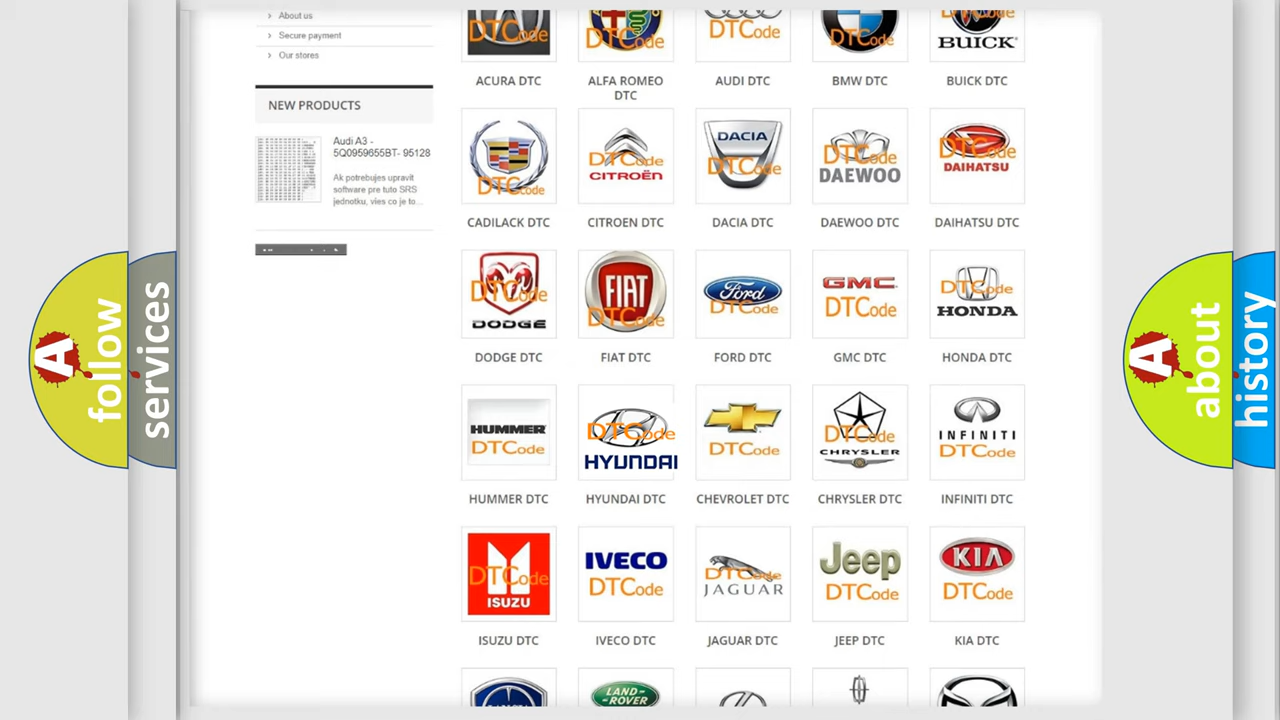 About us
Secure payment
Our stores
NEW PRODUCTS
Audi A3 -
5Q0959655BT- 95128
Ak potrebujes upravit
software pre tuto SRS
jednotku, vies co je to...
DTCode
DTCode
DTCode
DTCode
BUICK
ACURA DTC
ALFA ROMEO
DTC
AUDI DTC
BMW DTC
BUICK DTC
DTCode
DTCode
CITROËN
DACIA
DTCode
DTCode
DAEWOO
DTCode
DAIHATSU
CADILACK DTC
CITROEN DTC
DACIA DTC
DAEWOO DTC
DAIHATSU DTC
DTCode
DODGE
FIAT
DTCode
Ford
DTCode
GMC
DTCode
DTCode
HONDA
DODGE DTC
FIAT DTC
FORD DTC
GMC DTC
HONDA DTC
HUMMER
DTCode
DTCode
HYUNDAI
DTCode
DTCode
CHRYSLER
INFINITI
DTCode
HUMMER DTC
HYUNDAI DTC
CHEVROLET DTC
CHRYSLER DTC
INFINITI DTC
DTCode
ISUZU
IVECO
DTCode
DTCode
JAGUAR
Jeep
DTCode
KIA
DTCode
ISUZU DTC
IVECO DTC
JAGUAR DTC
JEEP DTC
KIA DTC
LAND-
ROVER
A
follow
services
A
about
history